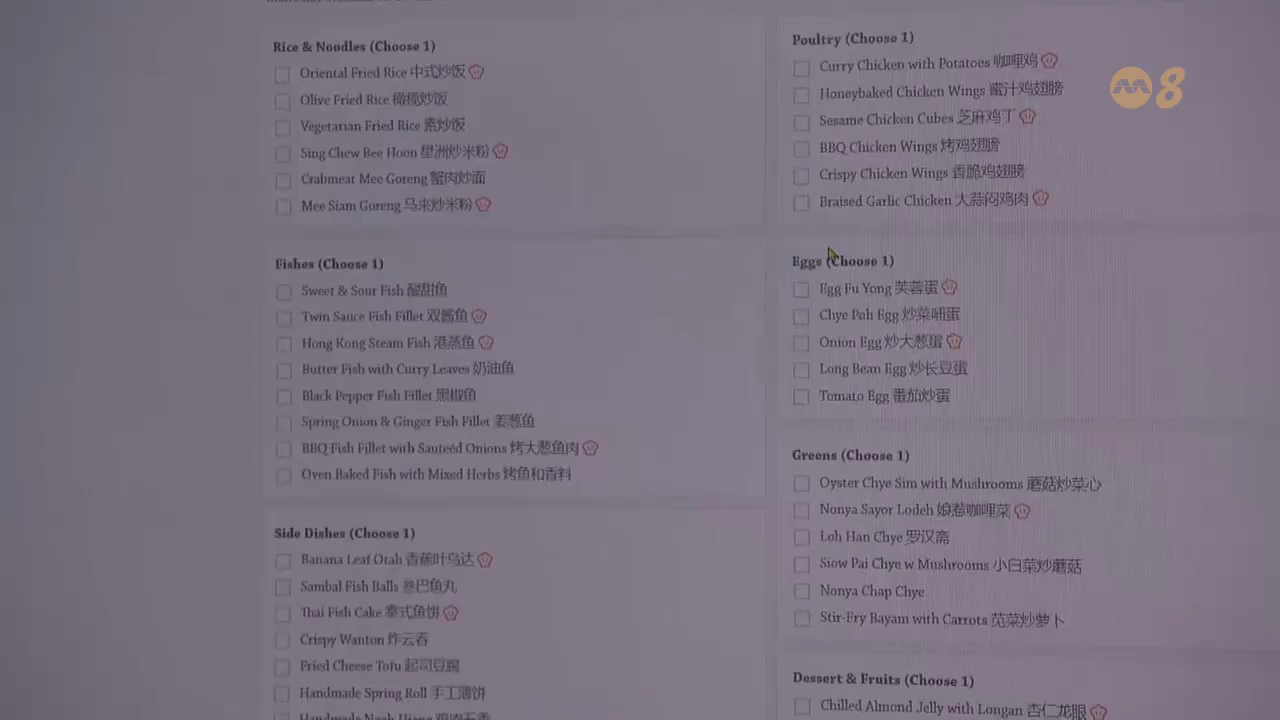 Rice & Noodles (Choose 1)
Oriental Fried Rice 中式炒饭
Olive Fried Rice 橄榄炒饭
Vegetarian Fried Rice 素炒饭
Sing Chew Bee Hoon 星洲炒米粉
Crabmeat Mee Goreng 蟹肉炒面
Mee Siam Goreng 马来炒米粉
Fishes (Choose 1)
Sweet & Sour Fish 酸甜鱼
Twin Sauce Fish Fillet 双酱鱼
Hong Kong Steam Fish 港蒸鱼
Butter Fish with Curry Leaves 奶油鱼
Black Pepper Fish Fillet 黑椒鱼
Spring Onion & Ginger Fish Fillet 姜葱鱼
BBQ Fish Fillet with Sautéed Onions 烤大葱鱼肉
Oven Baked Fish with Mixed Herbs 烤鱼和香料
Side Dishes (Choose 1)
Banana Leaf Otah 香蕉叶乌达
Sambal Fish Balls 叁巴鱼丸
Thai Fish Cake 泰式鱼饼
Crispy Wanton 炸云吞
Fried Cheese Tofu 起司豆腐
Handmade Spring Roll 手工薄饼
Poultry (Choose 1)
Curry Chicken with Potatoes 咖喱鸡
Honeybaked Chicken Wings 蜜汁鸡翅膀
Sesame Chicken Cubes 芝麻鸡丁
BBQ Chicken Wings 烤鸡翅膀
Crispy Chicken Wings 香脆鸡翅膀
Braised Garlic Chicken 大蒜闷鸡肉
Eggs (Choose 1)
Egg Fu Yong 芙蓉蛋
Chye Poh Egg 炒菜哺蛋
Onion Egg 炒大葱蛋
Long Bean Egg 炒长豆蛋
Tomato Egg 番茄炒蛋
Greens (Choose 1)
Oyster Chye Sim with Mushrooms 蘑菇炒菜心
Nonya Sayor Lodeh 娘惹咖哩菜
Loh Han Chye 罗汉斋
Siow Pai Chye w Mushrooms 小白菜炒蘑菇
Nonya Chap Chye
Stir-Fry Bayam with Carrots 苋菜炒萝卜
Dessert & Fruits (Choose 1)
Chilled Almond Jelly with Longan 杏仁龙眼
8